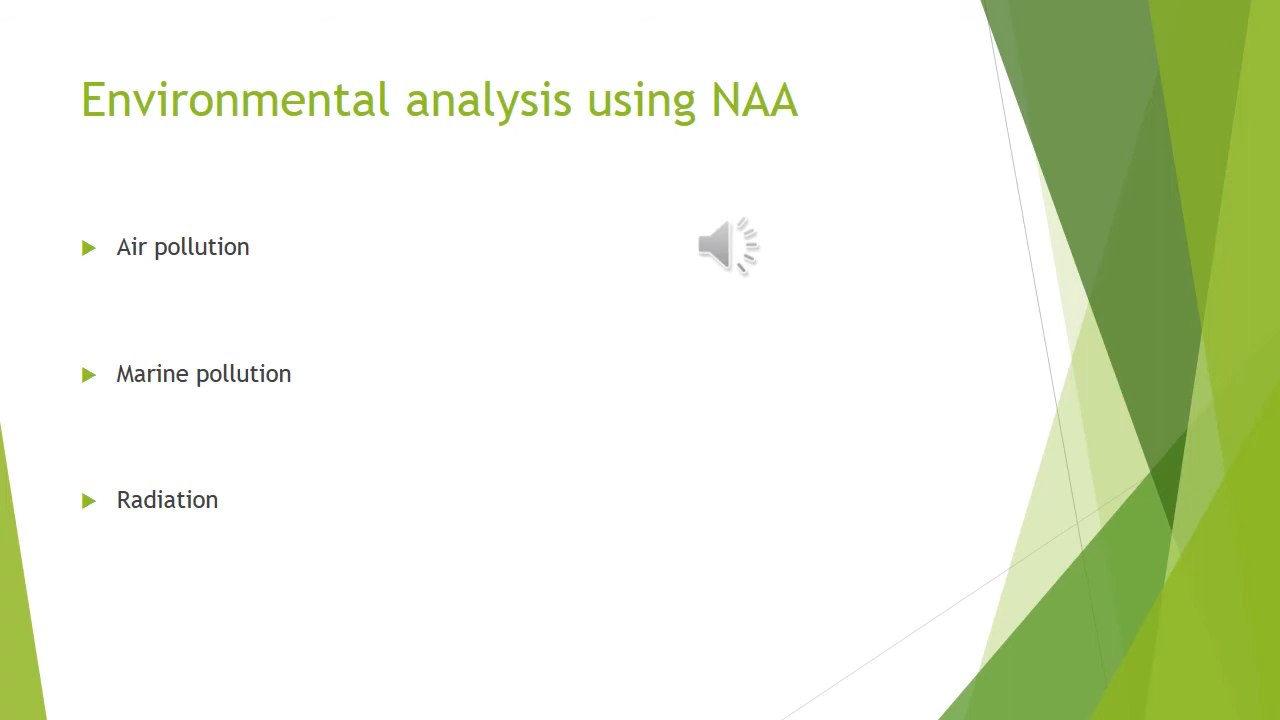 Environmental analysis using NAA
Air pollution
Marine pollution
Radiation